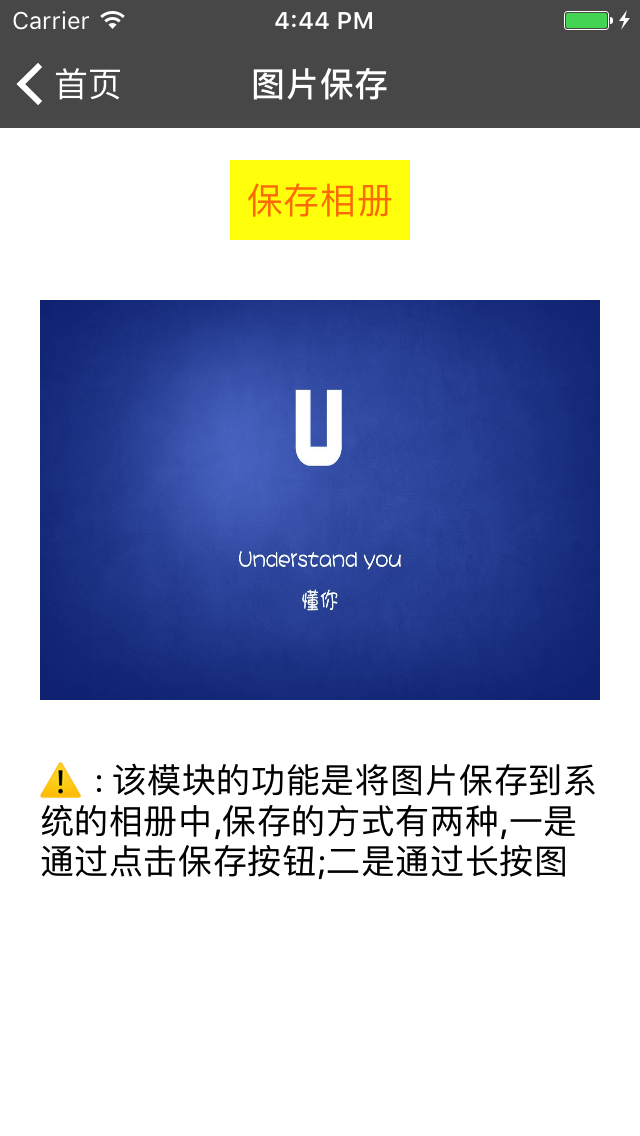 Carrier 4:44 PM
首页 图片保存
保存相册
U
Understand you
懂你
⚠️ : 该模块的功能是将图片保存到系
统的相册中,保存的方式有两种,一是
通过点击保存按钮;二是通过长按图